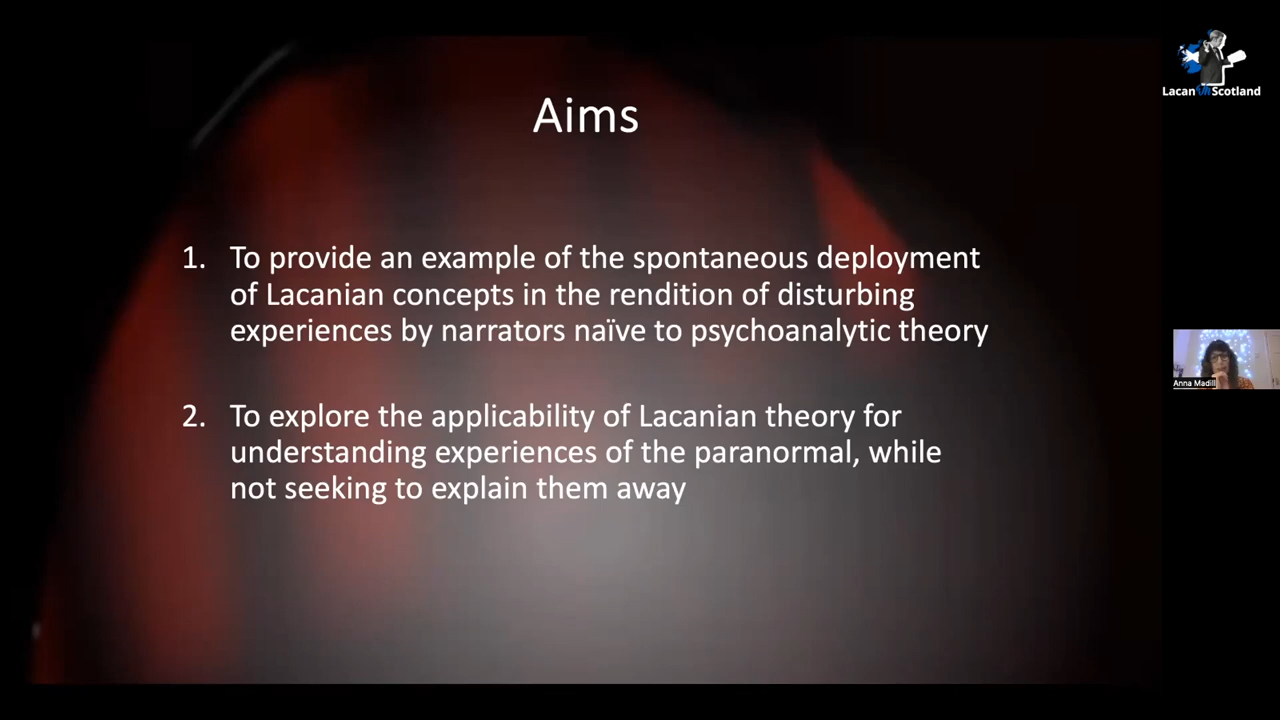 Aims
1. To provide an example of the spontaneous deployment
of Lacanian concepts in the rendition of disturbing
experiences by narrators naïve to psychoanalytic theory
2. To explore the applicability of Lacanian theory for
understanding experiences of the paranormal, while
not seeking to explain them away
LacaninScotland
Anna Madill